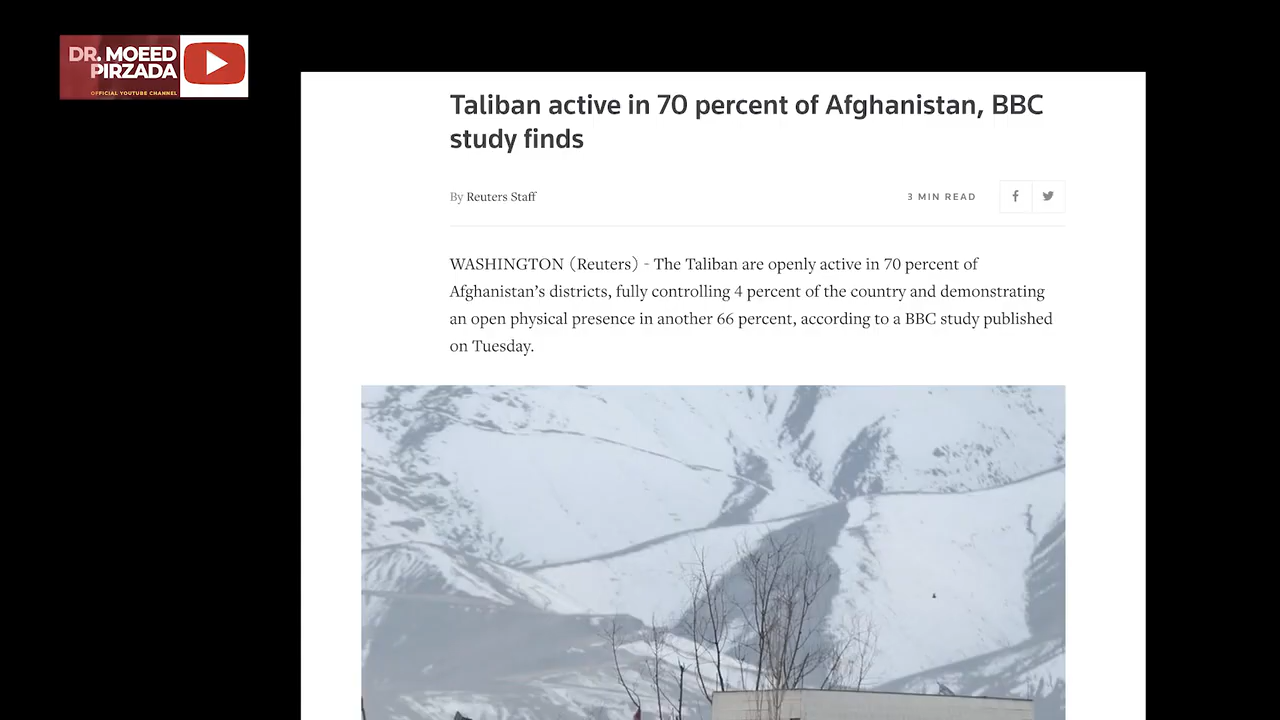 DR. MOEED
PIRZADA
OFFICIAL YOUTUBE CHANNEL
Taliban active in 70 percent of Afghanistan, BBC
study finds
By Reuters Staff
3 MIN READ
WASHINGTON (Reuters) - The Taliban are openly active in 70 percent of
Afghanistan’s districts, fully controlling 4 percent of the country and demonstrating
an open physical presence in another 66 percent, according to a BBC study published
on Tuesday.